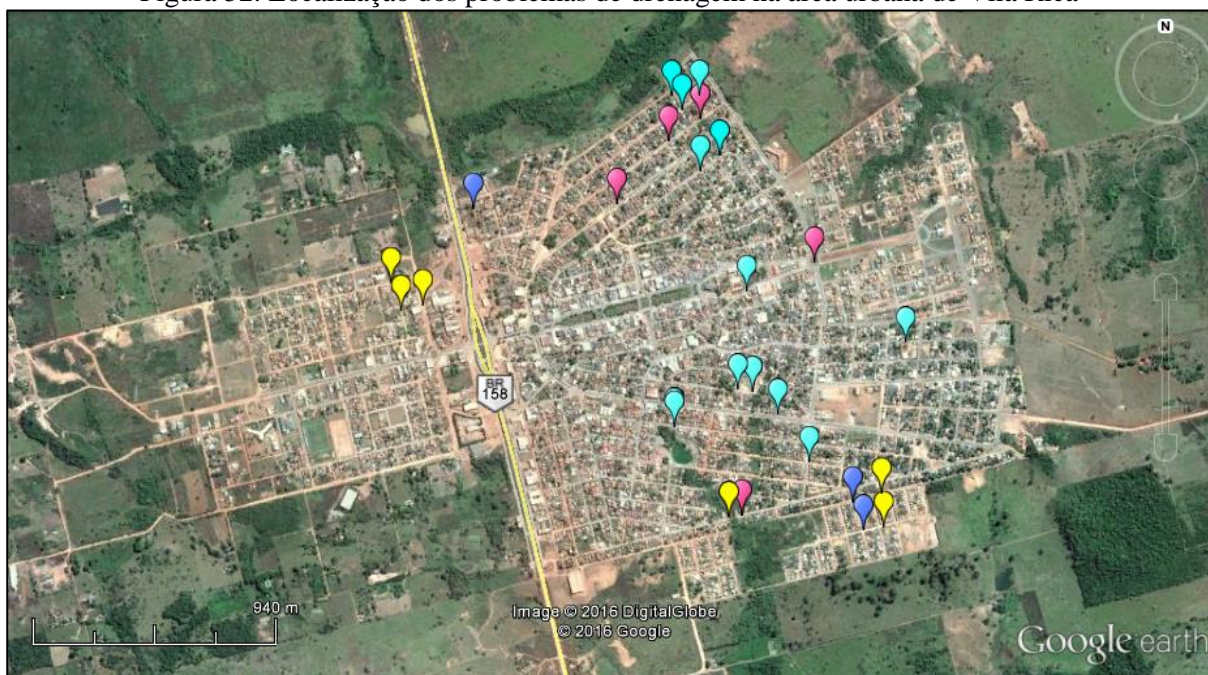 Figura 32. Localização dos problemas de drenagem na área urbana de Vila Rica
N
BR
158
940 m
Image © 2016 DigitalGlobe,
© 2016 Google
Google earth